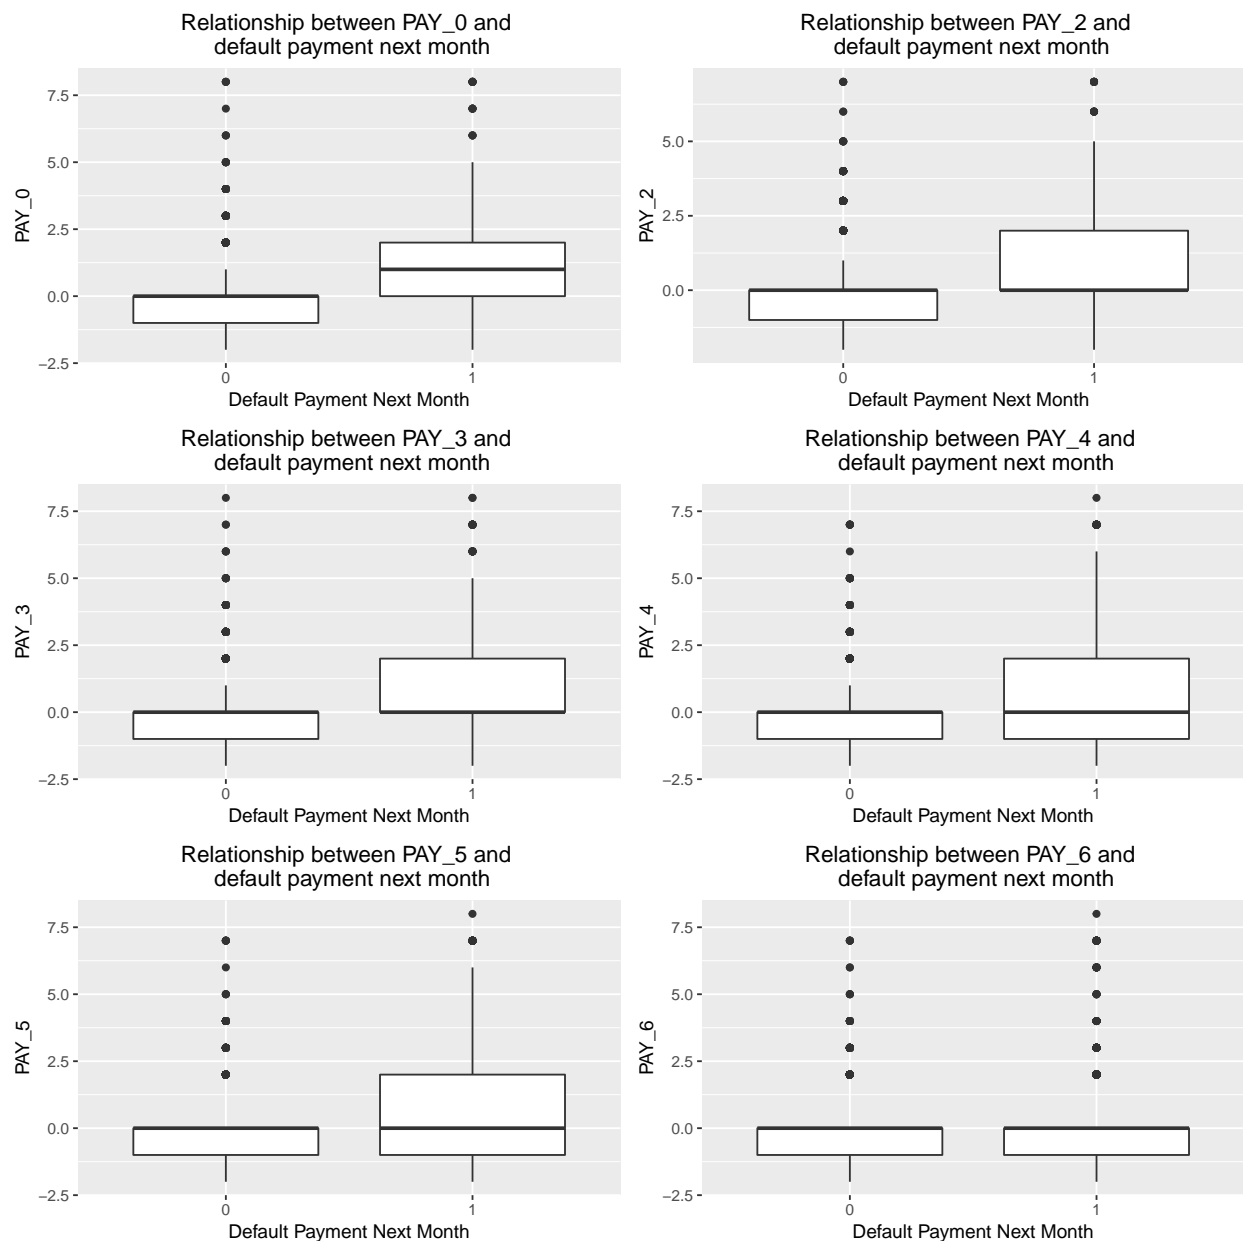 Relationship between PAY_0 and
default payment next month
7.5
5.0
2.5
0.0
−2.5
PAY_0
0
1
Default Payment Next Month
Relationship between PAY_2 and
default payment next month
5.0
2.5
0.0
PAY_2
0
1
Default Payment Next Month
Relationship between PAY_3 and
default payment next month
7.5
5.0
2.5
0.0
−2.5
PAY_3
0
1
Default Payment Next Month
Relationship between PAY_4 and
default payment next month
7.5
5.0
2.5
0.0
−2.5
PAY_4
0
1
Default Payment Next Month
Relationship between PAY_5 and
default payment next month
7.5
5.0
2.5
0.0
−2.5
PAY_5
0
1
Default Payment Next Month
Relationship between PAY_6 and
default payment next month
7.5
5.0
2.5
0.0
−2.5
PAY_6
0
1
Default Payment Next Month